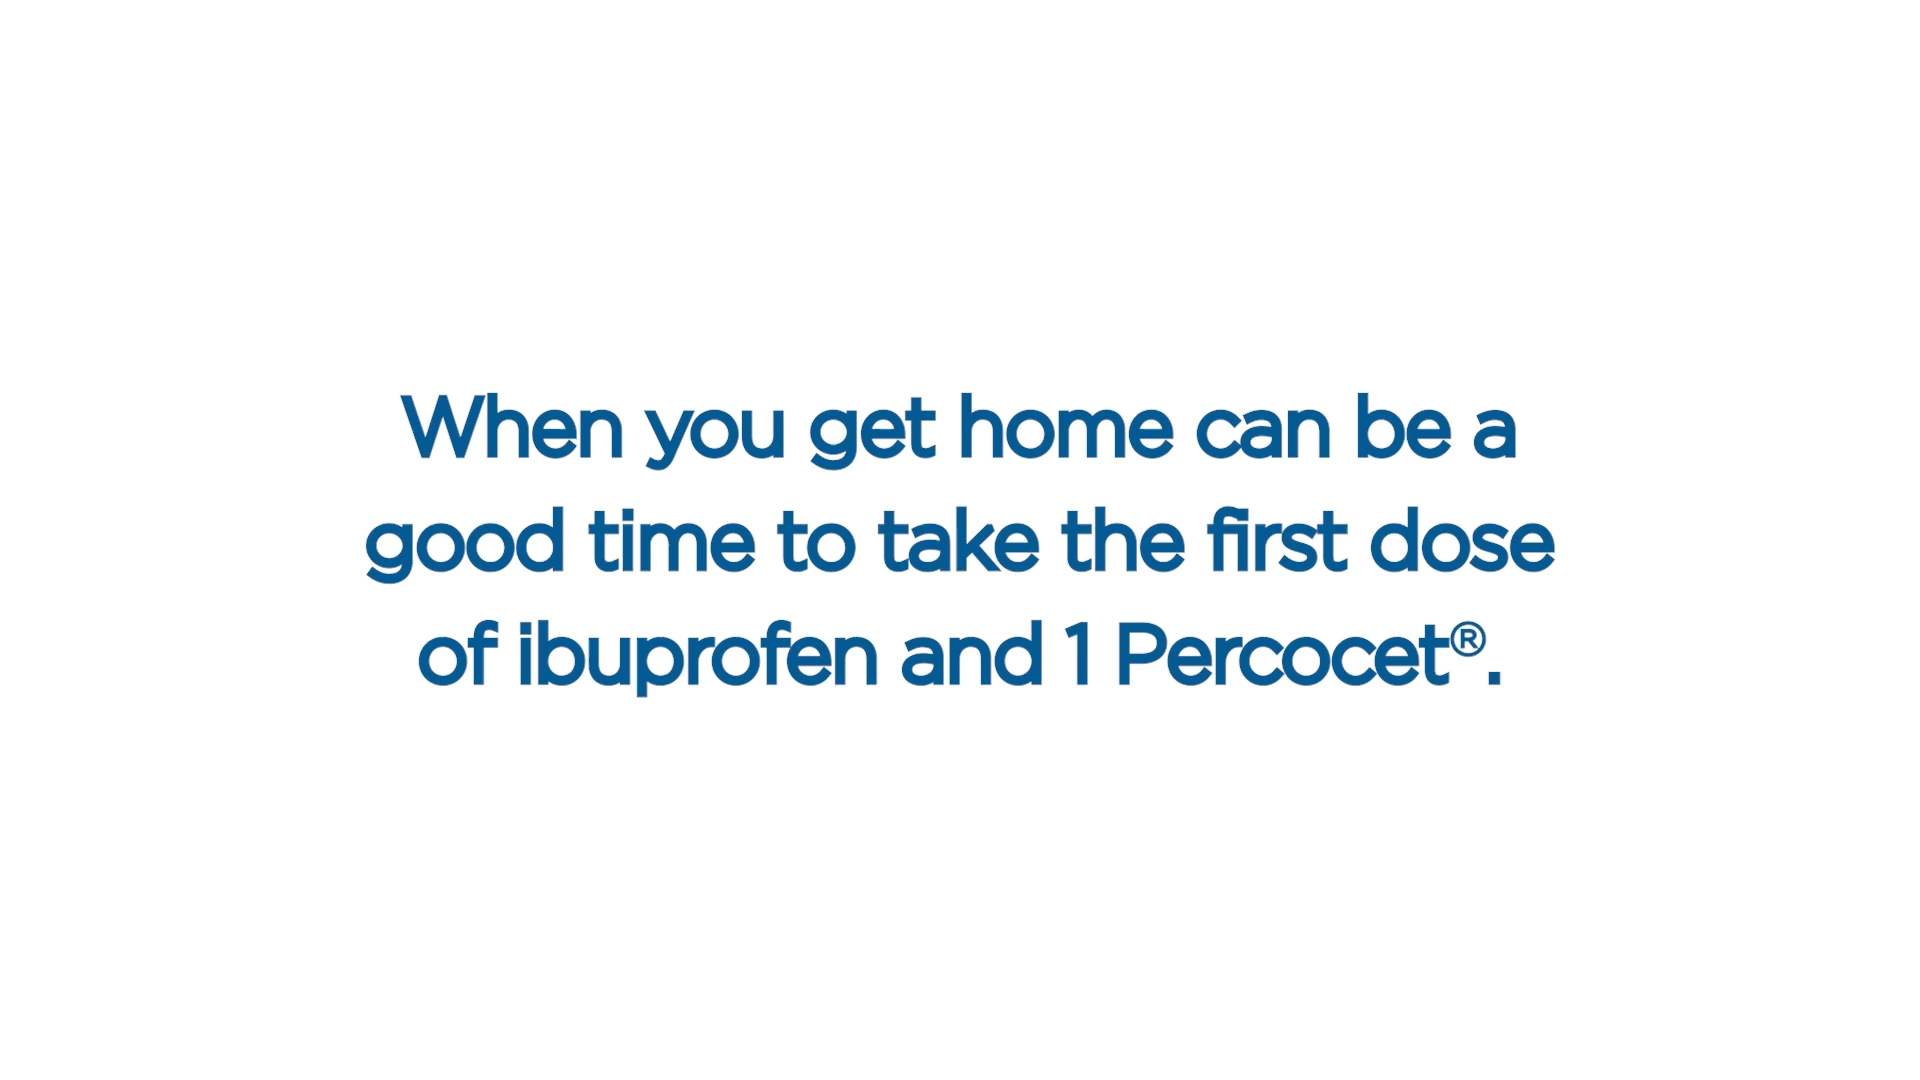 When you get home can be a
good time to take the first dose
of ibuprofen and 1 Percocet®.